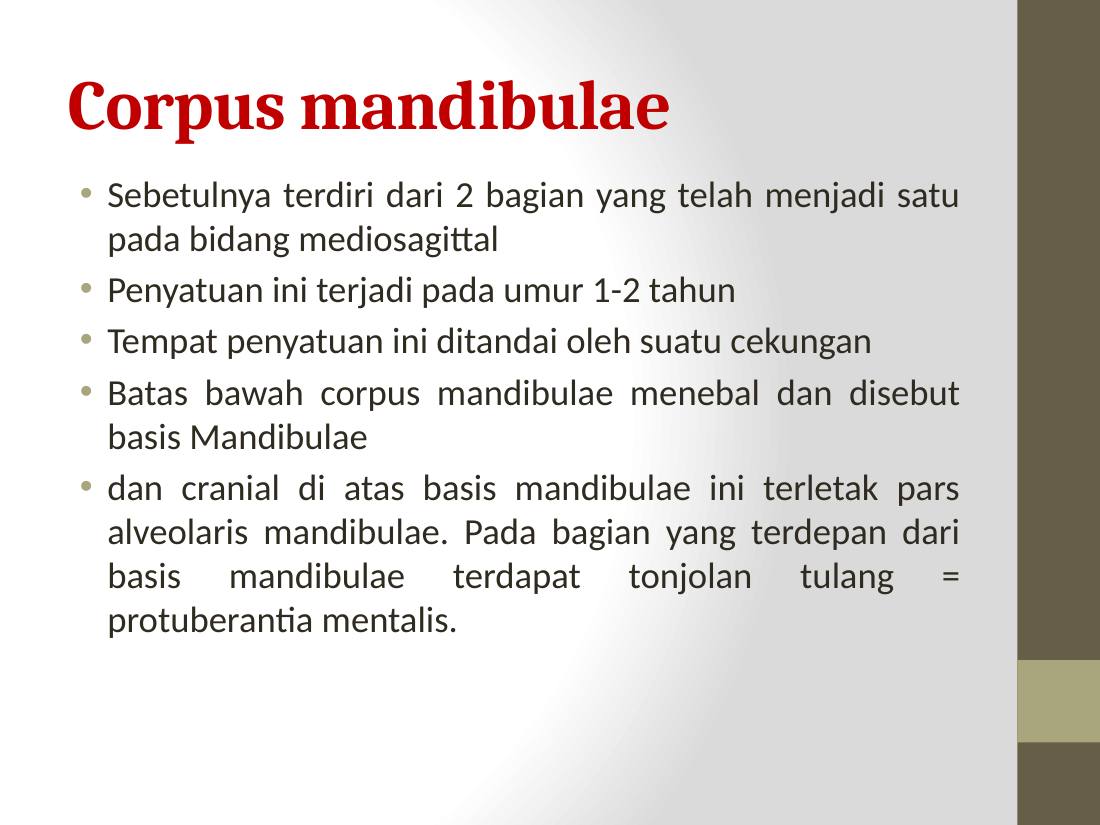 Corpus mandibulae
• Sebetulnya terdiri dari 2 bagian yang telah menjadi satu
pada bidang mediosagittal
• Penyatuan ini terjadi pada umur 1-2 tahun
• Tempat penyatuan ini ditandai oleh suatu cekungan
• Batas bawah corpus mandibulae menebal dan disebut
basis Mandibulae
• dan cranial di atas basis mandibulae ini terletak pars
alveolaris mandibulae. Pada bagian yang terdepan dari
basis mandibulae terdapat tonjolan tulang =
protuberantia mentalis.